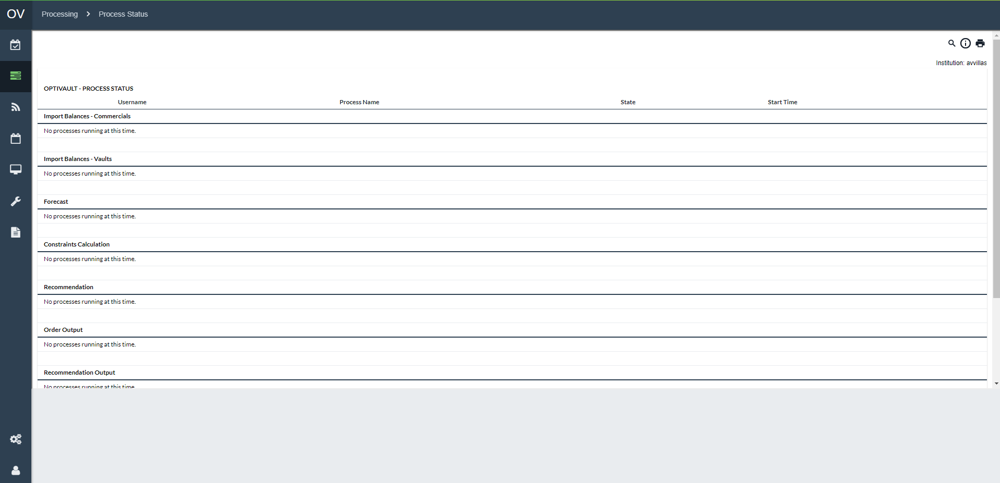 OV Processing Process Status
Institution: avvillas
OPTIVAULT - PROCESS STATUS
Username Process Name State Start Time
Import Balances - Commercials
No processes running at this time.
Import Balances - Vaults
No processes running at this time.
Forecast
No processes running at this time.
Constraints Calculation
No processes running at this time.
Recommendation
No processes running at this time.
Order Output
No processes running at this time.
Recommendation Output
No processes running at this time.